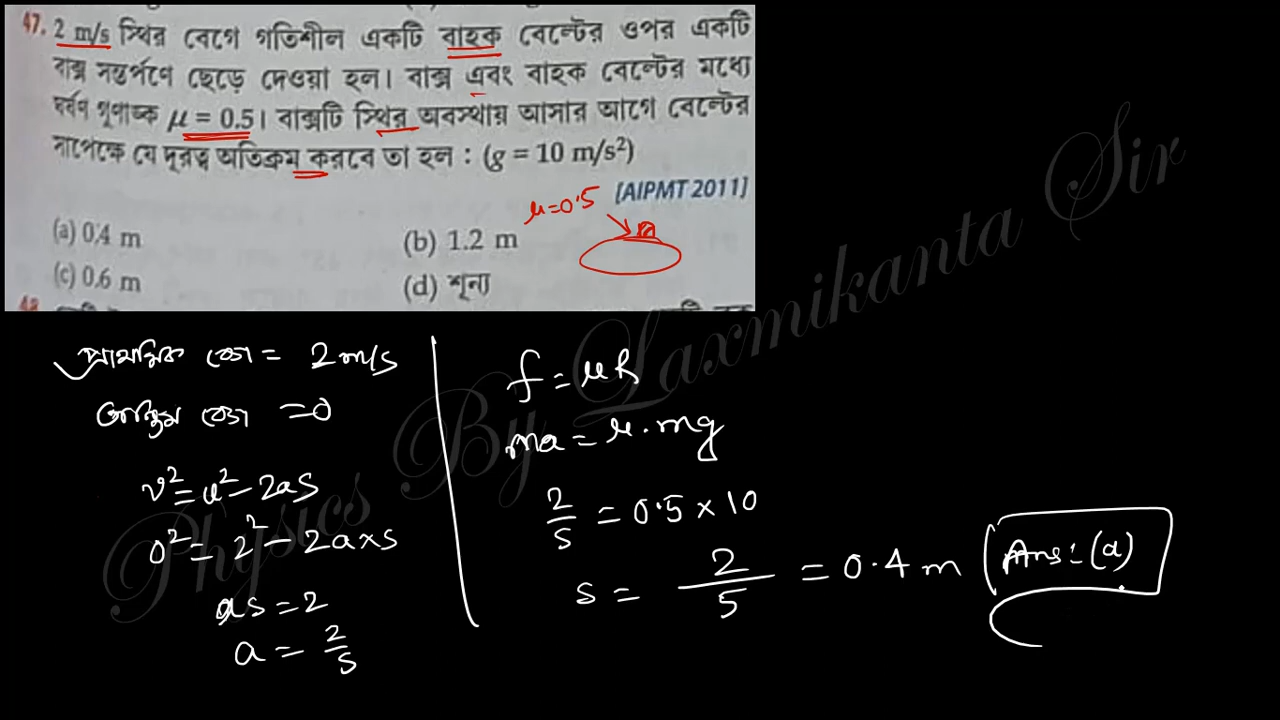 47. 2 m/s স্থির বেগে গতিশীল একটি বাহক বেল্টের ওপর একটি
বাক্স সন্তর্পণে ছেড়ে দেওয়া হল। বাক্স এবং বাহক বেল্টের মধ্যে
ঘর্ষণ গুণাঙ্ক μ = 0.5। বাক্সটি স্থির অবস্থায় আসার আগে বেল্টের
সাপেক্ষে যে দূরত্ব অতিক্রম করবে তা হল : (g = 10 m/s²)
[AIPMT 2011]
μ=0.5
(a) 0.4 m
(b) 1.2 m
(c) 0.6 m
(d) শূন্য
প্রাথমিক বেগ = 2 m/s
অন্তিম বেগ = 0
v² = u² - 2as
0² = 2² - 2a×s
as = 2
a = 2/s
f = μR
ma = μ.mg
2/s = 0.5 × 10
s = 2/5 = 0.4 m
Ans: (a)
Physics By Laxmikanta Sir